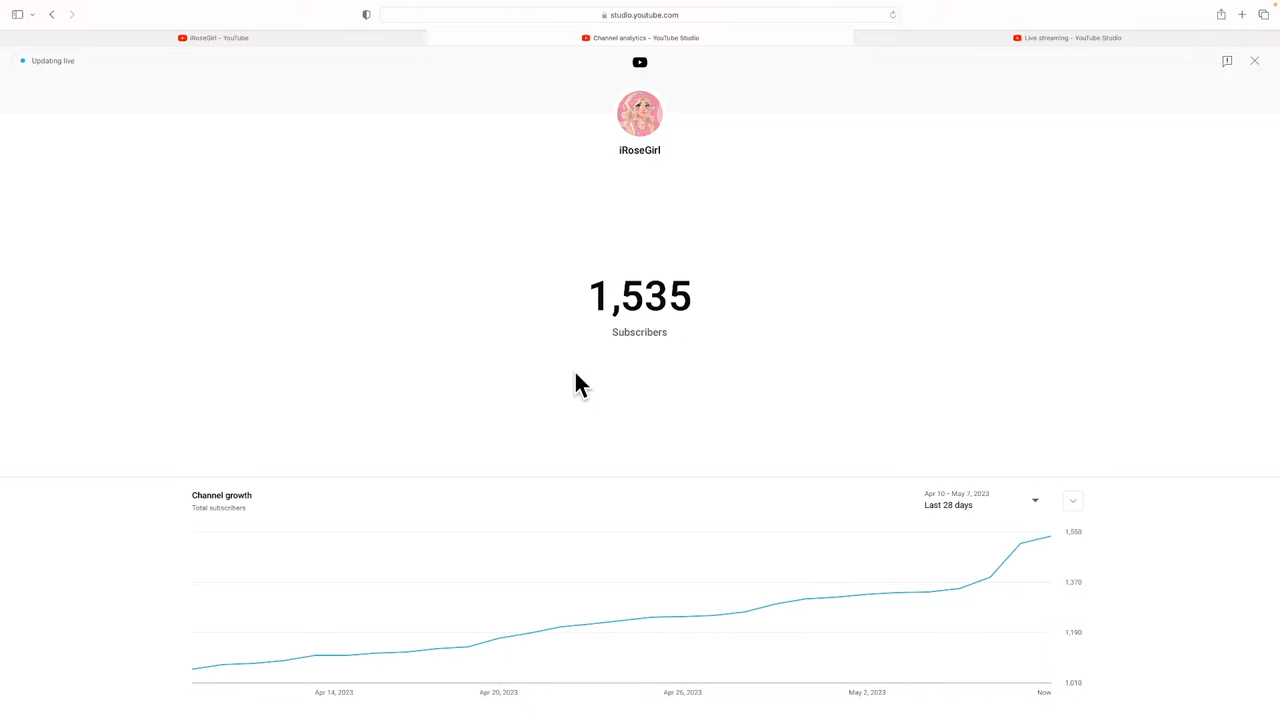 studio.youtube.com
iRoseGirl - YouTube
Channel analytics - YouTube Studio
Live streaming - YouTube Studio
Updating live
iRoseGirl
1,535
Subscribers
Channel growth
Total subscribers
Apr 10 – May 7, 2023
Last 28 days
1,550
1,370
1,190
1,010
Apr 14, 2023
Apr 20, 2023
Apr 26, 2023
May 2, 2023
Now